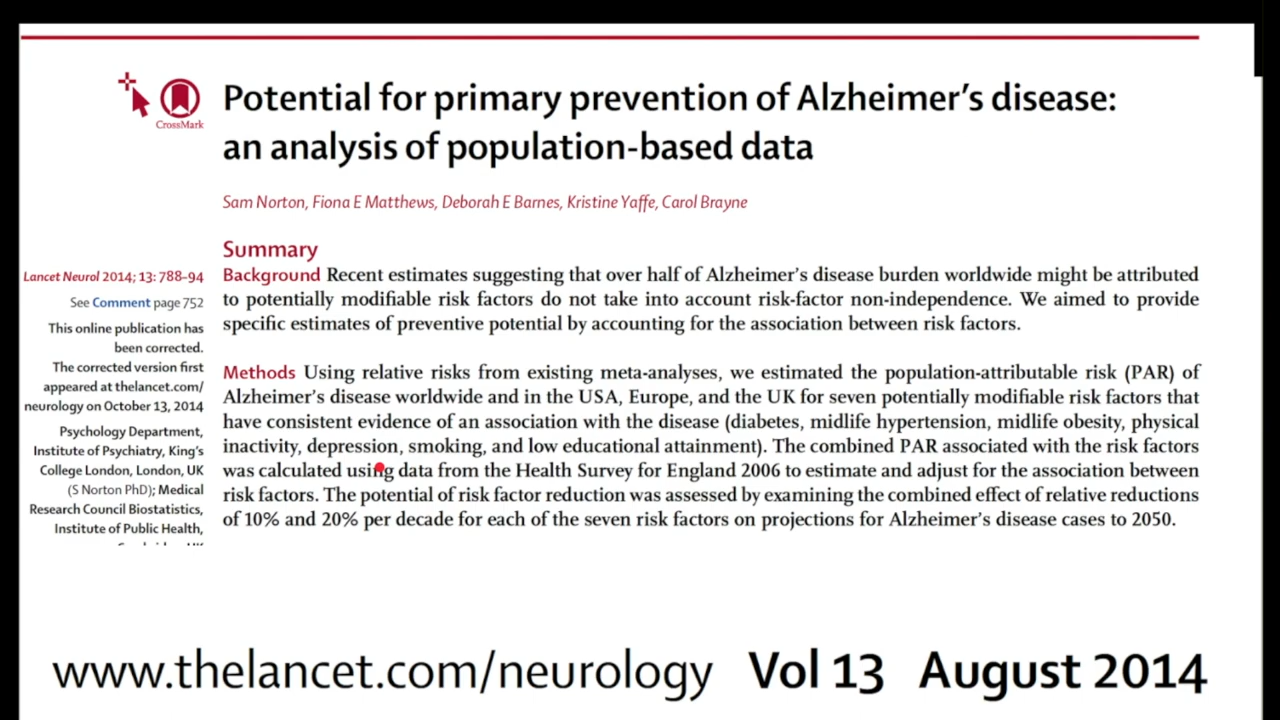 Potential for primary prevention of Alzheimer's disease:
an analysis of population-based data
CrossMark
Sam Norton, Fiona E Matthews, Deborah E Barnes, Kristine Yaffe, Carol Brayne
Summary
Background Recent estimates suggesting that over half of Alzheimer's disease burden worldwide might be attributed
to potentially modifiable risk factors do not take into account risk-factor non-independence. We aimed to provide
specific estimates of preventive potential by accounting for the association between risk factors.
Methods Using relative risks from existing meta-analyses, we estimated the population-attributable risk (PAR) of
Alzheimer's disease worldwide and in the USA, Europe, and the UK for seven potentially modifiable risk factors that
have consistent evidence of an association with the disease (diabetes, midlife hypertension, midlife obesity, physical
inactivity, depression, smoking, and low educational attainment). The combined PAR associated with the risk factors
was calculated using data from the Health Survey for England 2006 to estimate and adjust for the association between
risk factors. The potential of risk factor reduction was assessed by examining the combined effect of relative reductions
of 10% and 20% per decade for each of the seven risk factors on projections for Alzheimer's disease cases to 2050.
Lancet Neurol 2014; 13: 788–94
See Comment page 752
This online publication has
been corrected.
The corrected version first
appeared at thelancet.com/
neurology on October 13, 2014
Psychology Department,
Institute of Psychiatry, King's
College London, London, UK
(S Norton PhD); Medical
Research Council Biostatistics,
Institute of Public Health,
www.thelancet.com/neurology Vol 13 August 2014